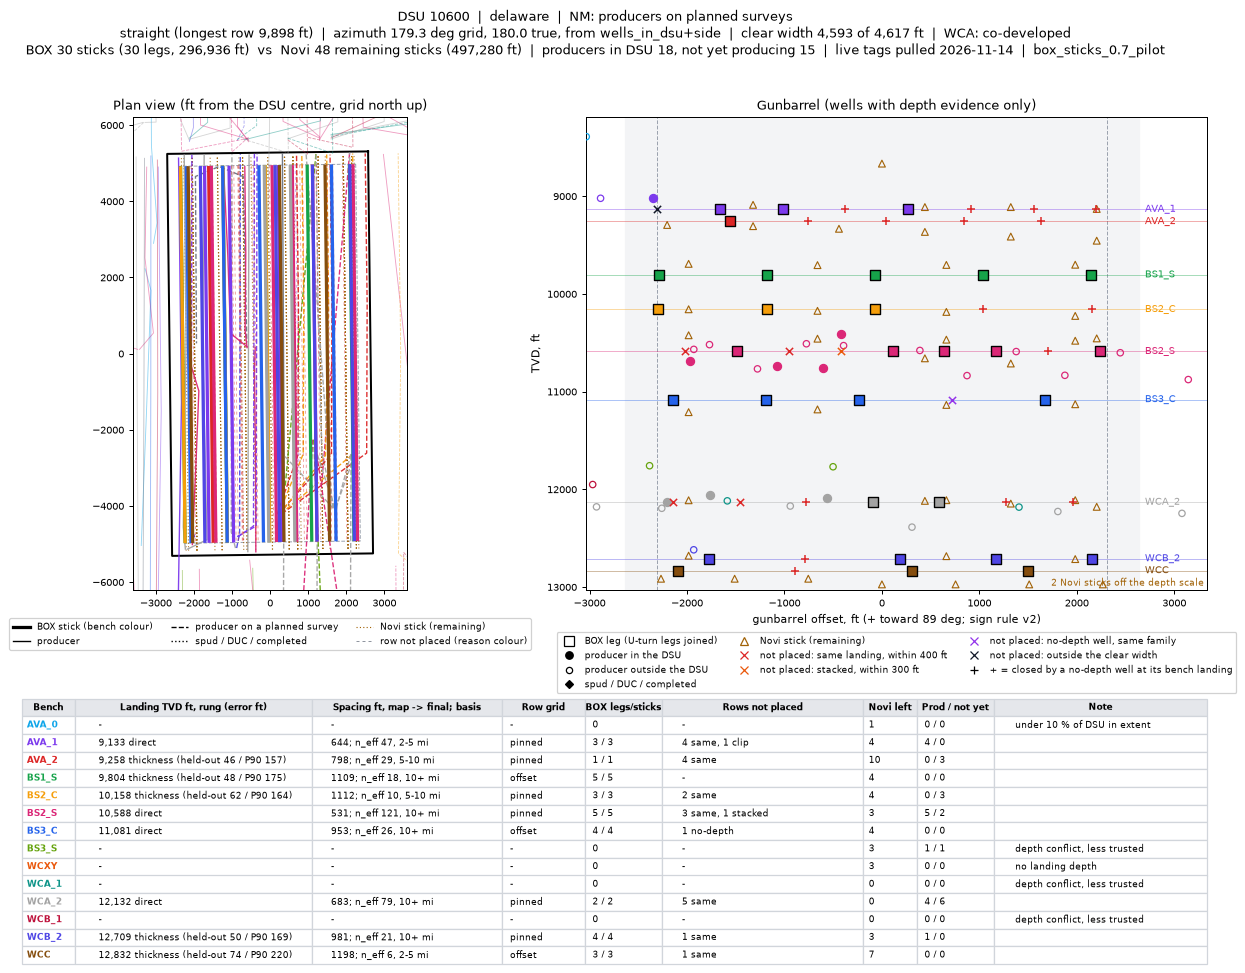 DSU 10600 | delaware | NM: producers on planned surveys
straight (longest row 9,898 ft) | azimuth 179.3 deg grid, 180.0 true, from wells_in_dsu+side | clear width 4,593 of 4,617 ft | WCA: co-developed
BOX 30 sticks (30 legs, 296,936 ft) vs Novi 48 remaining sticks (497,280 ft) | producers in DSU 18, not yet producing 15 | live tags pulled 2026-11-14 | box_sticks_0.7_pilot
Plan view (ft from the DSU centre, grid north up)
6000
4000
2000
0
−2000
−4000
−6000
−3000 −2000 −1000 0 1000 2000 3000
BOX stick (bench colour)
producer
producer on a planned survey
spud / DUC / completed
Novi stick (remaining)
row not placed (reason colour)
Gunbarrel (wells with depth evidence only)
TVD, ft
9000
10000
11000
12000
13000
AVA_1
AVA_2
BS1_S
BS2_C
BS2_S
BS3_C
WCA_2
WCB_2
WCC
2 Novi sticks off the depth scale
−3000 −2000 −1000 0 1000 2000 3000
gunbarrel offset, ft (+ toward 89 deg; sign rule v2)
BOX leg (U-turn legs joined)
producer in the DSU
producer outside the DSU
spud / DUC / completed
Novi stick (remaining)
not placed: same landing, within 400 ft
not placed: stacked, within 300 ft
not placed: no-depth well, same family
not placed: outside the clear width
+ = closed by a no-depth well at its bench landing
Bench Landing TVD ft, rung (error ft) Spacing ft, map -> final; basis Row grid BOX legs/sticks Rows not placed Novi left Prod / not yet Note
AVA_0 - - - 0 - 1 0 / 0 under 10 % of DSU in extent
AVA_1 9,133 direct 644; n_eff 47, 2-5 mi pinned 3 / 3 4 same, 1 clip 4 4 / 0
AVA_2 9,258 thickness (held-out 46 / P90 157) 798; n_eff 29, 5-10 mi pinned 1 / 1 4 same 10 0 / 3
BS1_S 9,804 thickness (held-out 48 / P90 175) 1109; n_eff 18, 10+ mi offset 5 / 5 - 4 0 / 0
BS2_C 10,158 thickness (held-out 62 / P90 164) 1112; n_eff 10, 5-10 mi pinned 3 / 3 2 same 4 0 / 3
BS2_S 10,588 direct 531; n_eff 121, 10+ mi pinned 5 / 5 3 same, 1 stacked 3 5 / 2
BS3_C 11,081 direct 953; n_eff 26, 10+ mi offset 4 / 4 1 no-depth 4 0 / 0
BS3_S - - - 0 - 3 1 / 1 depth conflict, less trusted
WCXY - - - 0 - 3 0 / 0 no landing depth
WCA_1 - - - 0 - 0 0 / 0 depth conflict, less trusted
WCA_2 12,132 direct 683; n_eff 79, 10+ mi pinned 2 / 2 5 same 0 4 / 6
WCB_1 - - - 0 - 0 0 / 0 depth conflict, less trusted
WCB_2 12,709 thickness (held-out 50 / P90 169) 981; n_eff 21, 10+ mi pinned 4 / 4 1 same 3 1 / 0
WCC 12,832 thickness (held-out 74 / P90 220) 1198; n_eff 6, 2-5 mi offset 3 / 3 1 same 7 0 / 0